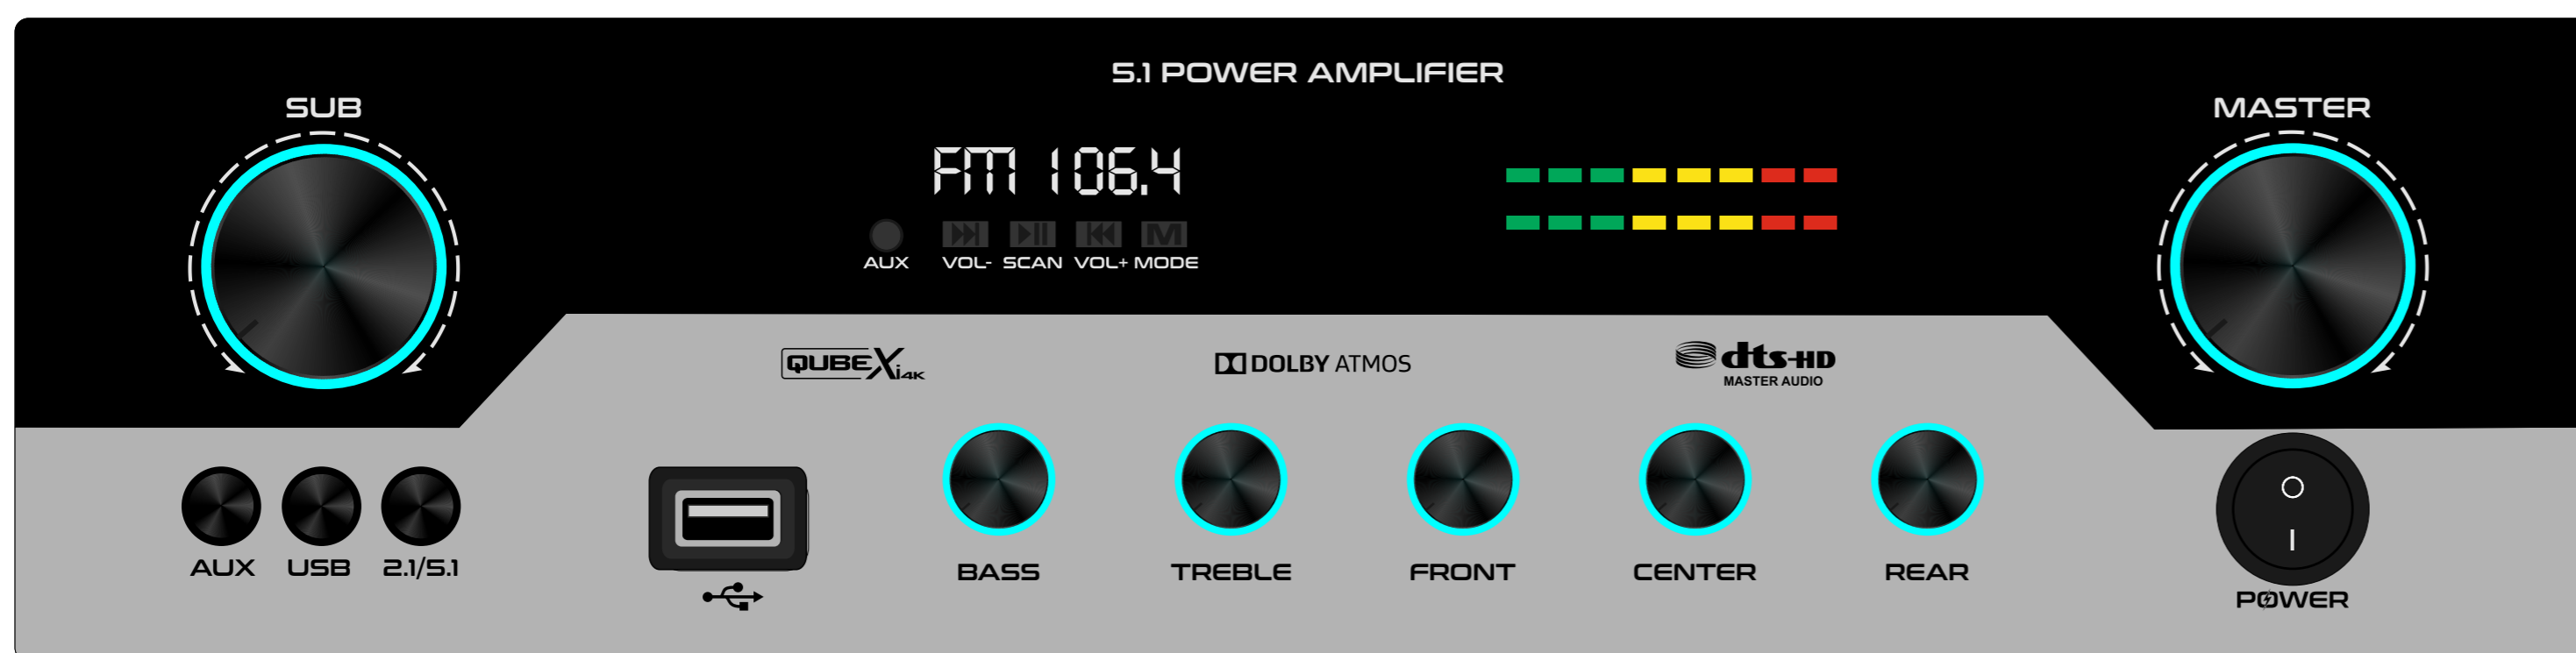 5.1 POWER AMPLIFIER
SUB
MASTER
FM 106.4
M
AUX VOL- SCAN VOL+ MODE
QUBEX i4K
DOLBY ATMOS
dts-HD
MASTER AUDIO
AUX USB 2.1/5.1
BASS TREBLE FRONT CENTER REAR
POWER